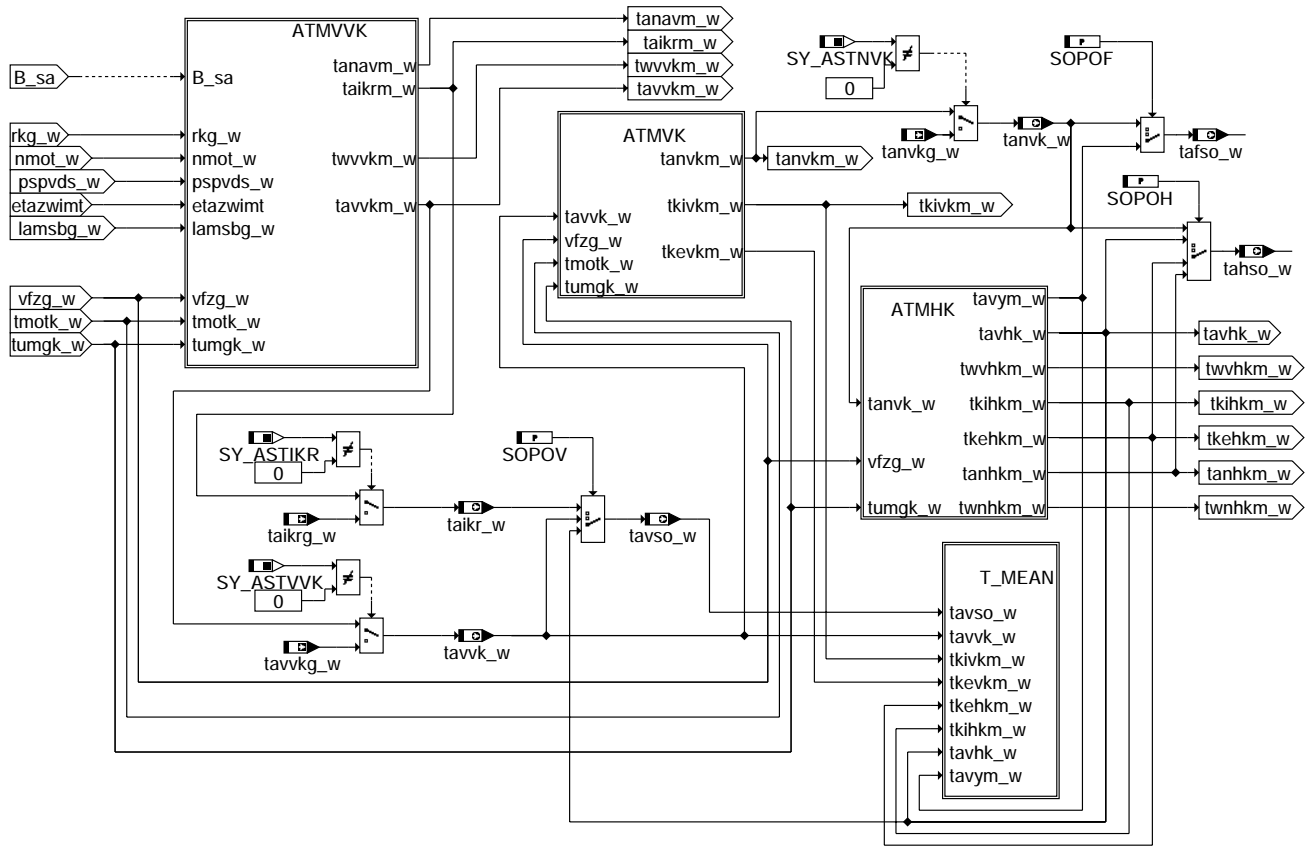 ATMVVK
B_sa
rkg_w
nmot_w
pspvds_w
etazwimt
lamsbg_w
vfzg_w
tmotk_w
tumgk_w
B_sa
rkg_w
nmot_w
pspvds_w
etazwimt
lamsbg_w
vfzg_w
tmotk_w
tumgk_w
tanavm_w
taikrm_w
twvvkm_w
tavvkm_w
tanavm_w
taikrm_w
twvvkm_w
tavvkm_w
ATMVK
tavvk_w
vfzg_w
tmotk_w
tumgk_w
tanvkm_w
tkivkm_w
tkevkm_w
tanvkm_w
tkivkm_w
SY_ASTNVK
≠
0
tanvkg_w
tanvk_w
P
SOPOF
tafso_w
P
SOPOH
tahso_w
ATMHK
tanvk_w
vfzg_w
tumgk_w
tavym_w
tavhk_w
twvhkm_w
tkihkm_w
tkehkm_w
tanhkm_w
twnhkm_w
tavhk_w
twvhkm_w
tkihkm_w
tkehkm_w
tanhkm_w
twnhkm_w
SY_ASTIKR
≠
0
taikrg_w
taikr_w
P
SOPOV
tavso_w
SY_ASTVVK
≠
0
tavvkg_w
tavvk_w
T_MEAN
tavso_w
tavvk_w
tkivkm_w
tkevkm_w
tkehkm_w
tkihkm_w
tavhk_w
tavym_w